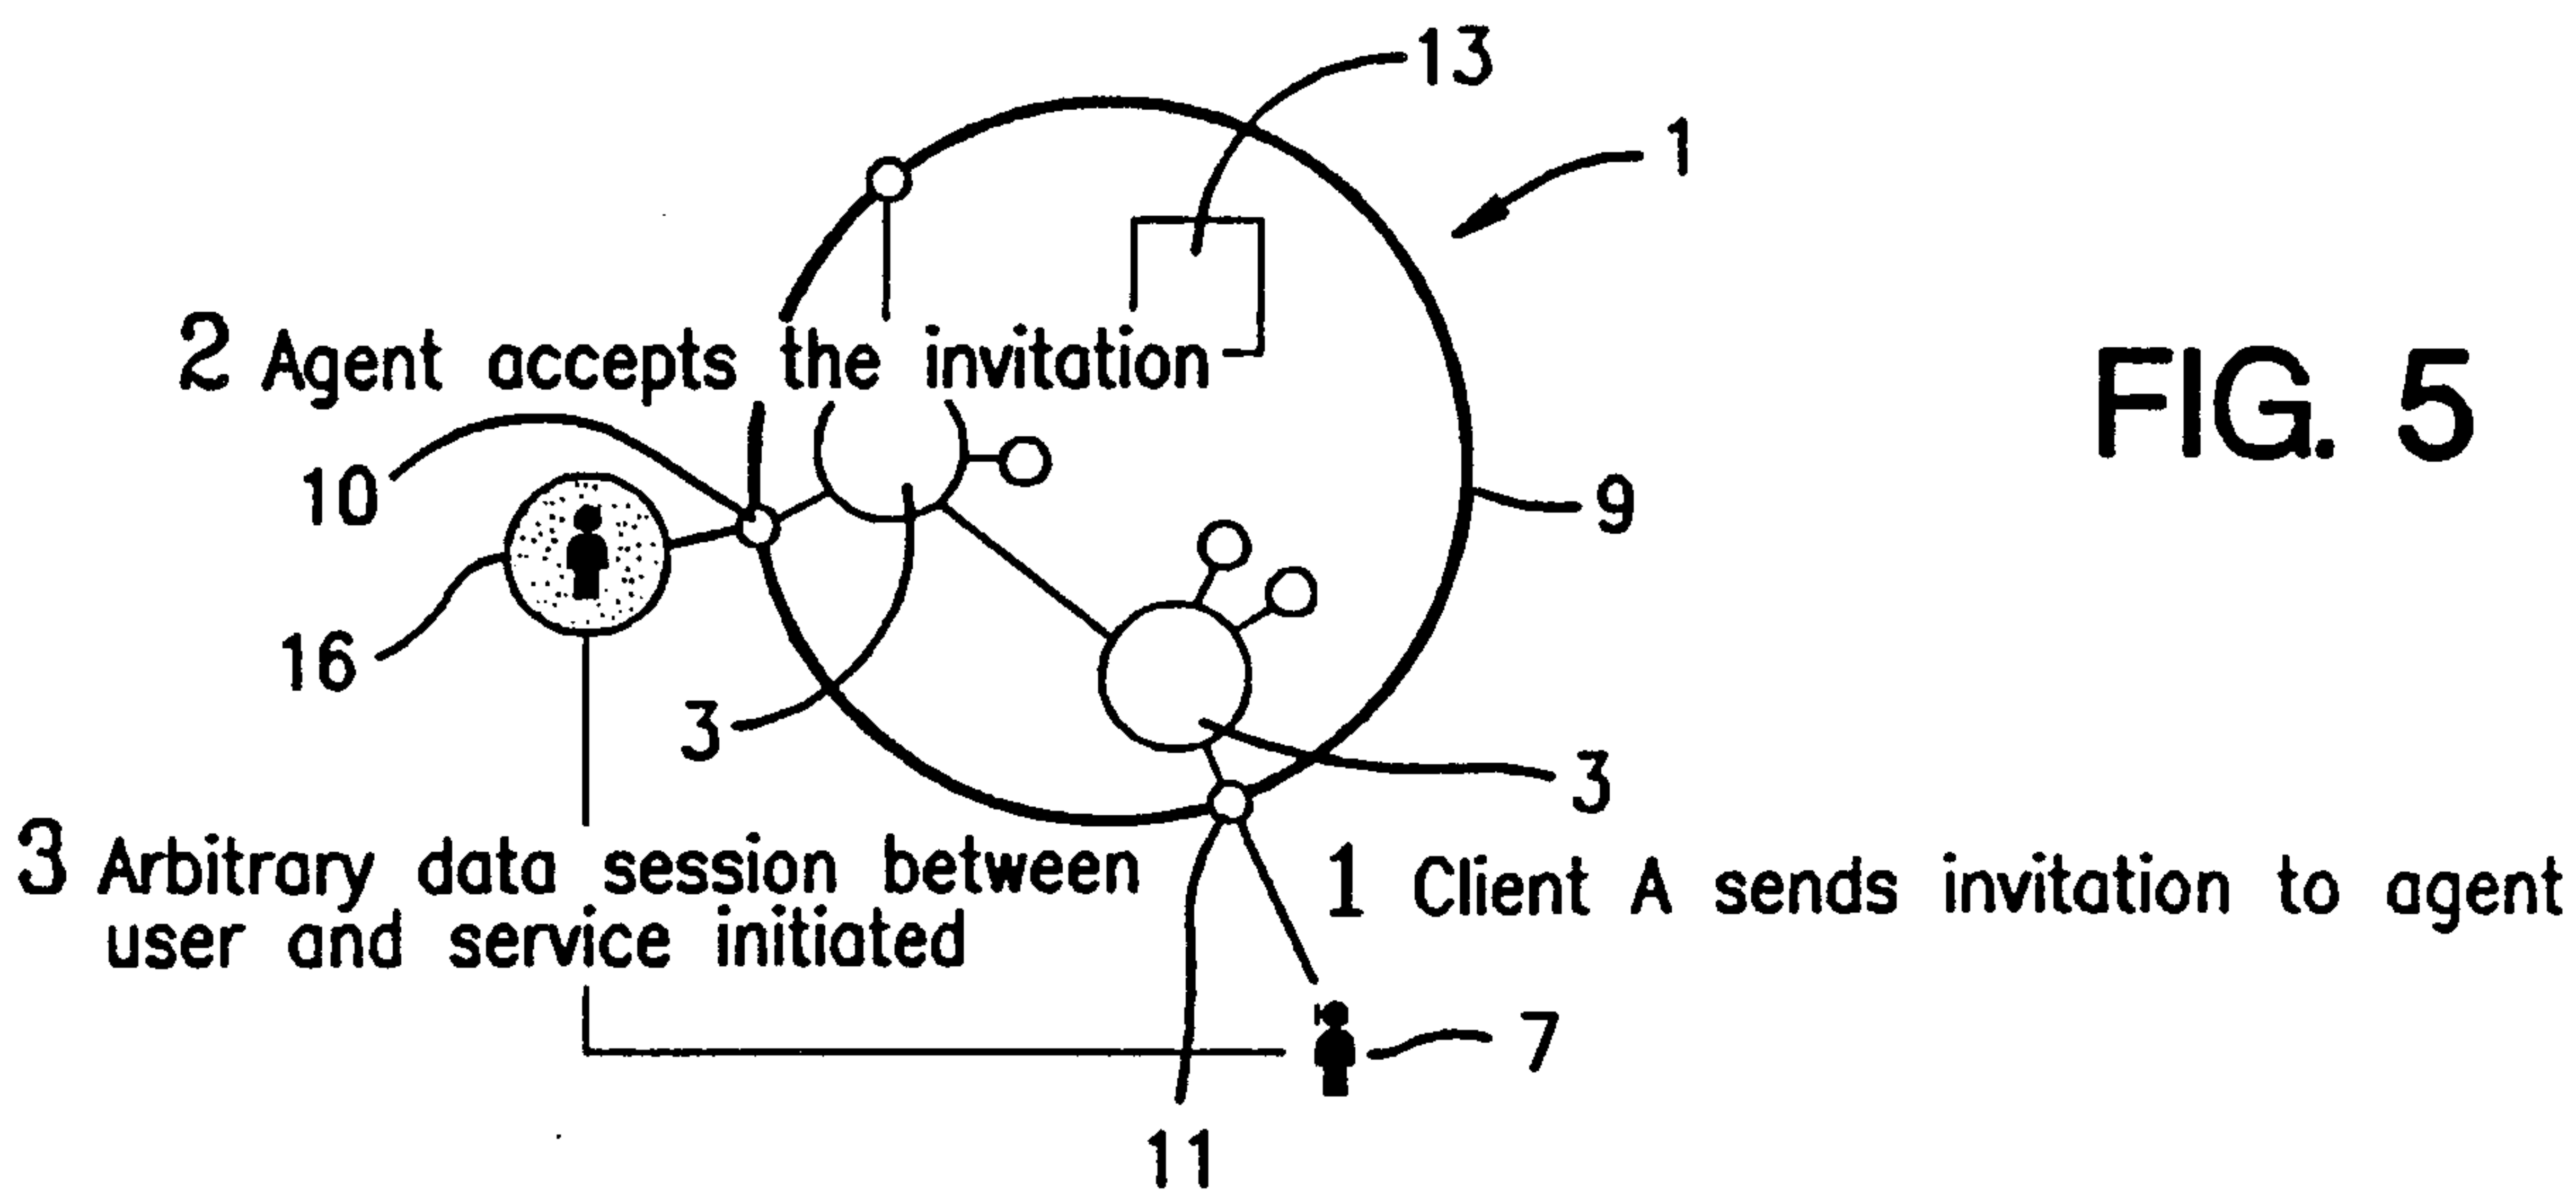 13
1
2 Agent accepts the invitation
FIG. 5
10
9
16
3
3
3 Arbitrary data session between
user and service initiated
1 Client A sends invitation to agent
7
11